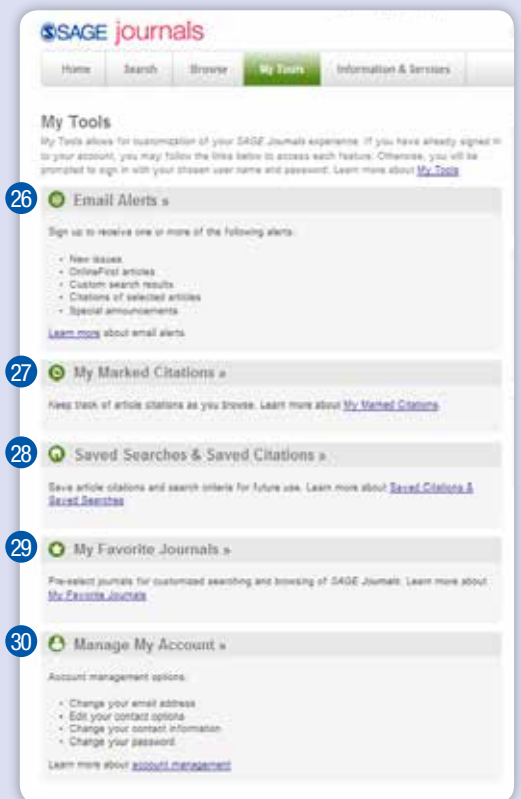 SAGE journals
Home Search Browse My Tools Information & Services
My Tools
My Tools allows for customization of your SAGE Journals experience. If you have already signed in
to your account, you may follow the links below to access each feature. Otherwise, you will be
prompted to sign in with your chosen user name and password. Learn more about My Tools
26 Email Alerts »
Sign up to receive one or more of the following alerts:
• New issues
• OnlineFirst articles
• Custom search results
• Citations of selected articles
• Special announcements
Learn more about email alerts
27 My Marked Citations »
Keep track of article citations as you browse. Learn more about My Marked Citations
28 Saved Searches & Saved Citations »
Save article citations and search criteria for future use. Learn more about Saved Citations &
Saved Searches
29 My Favorite Journals »
Pre-select journals for customized searching and browsing of SAGE Journals. Learn more about
My Favorite Journals
30 Manage My Account »
Account management options:
• Change your email address
• Edit your contact options
• Change your contact information
• Change your password
Learn more about account management